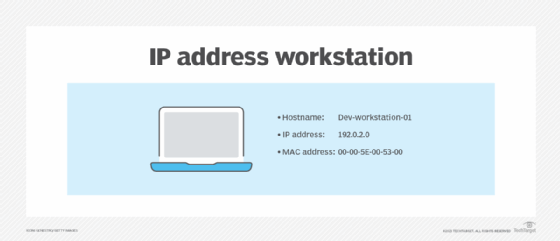 IP address workstation
• Hostname: Dev-workstation-01
• IP address: 192.0.2.0
• MAC address: 00-00-5E-00-53-00
TechTarget